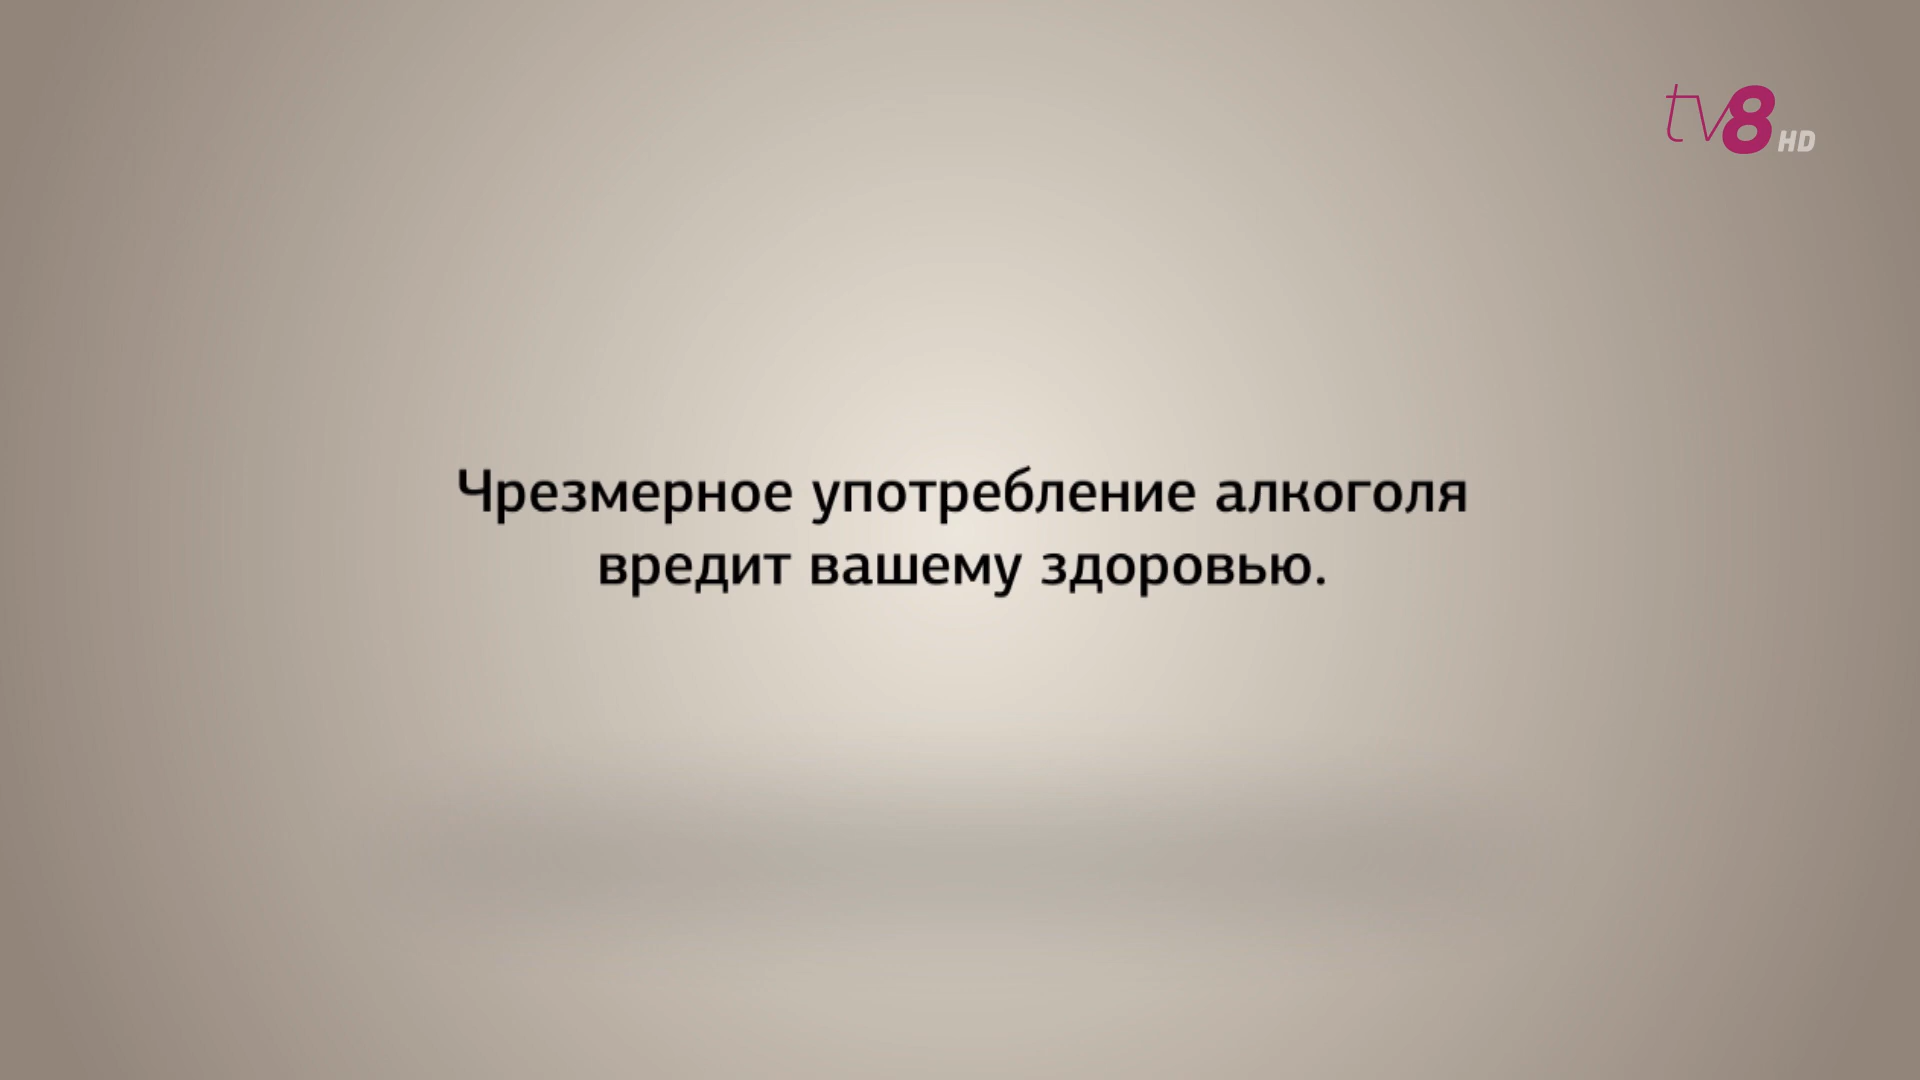 tv8 HD
Чрезмерное употребление алкоголя
вредит вашему здоровью.